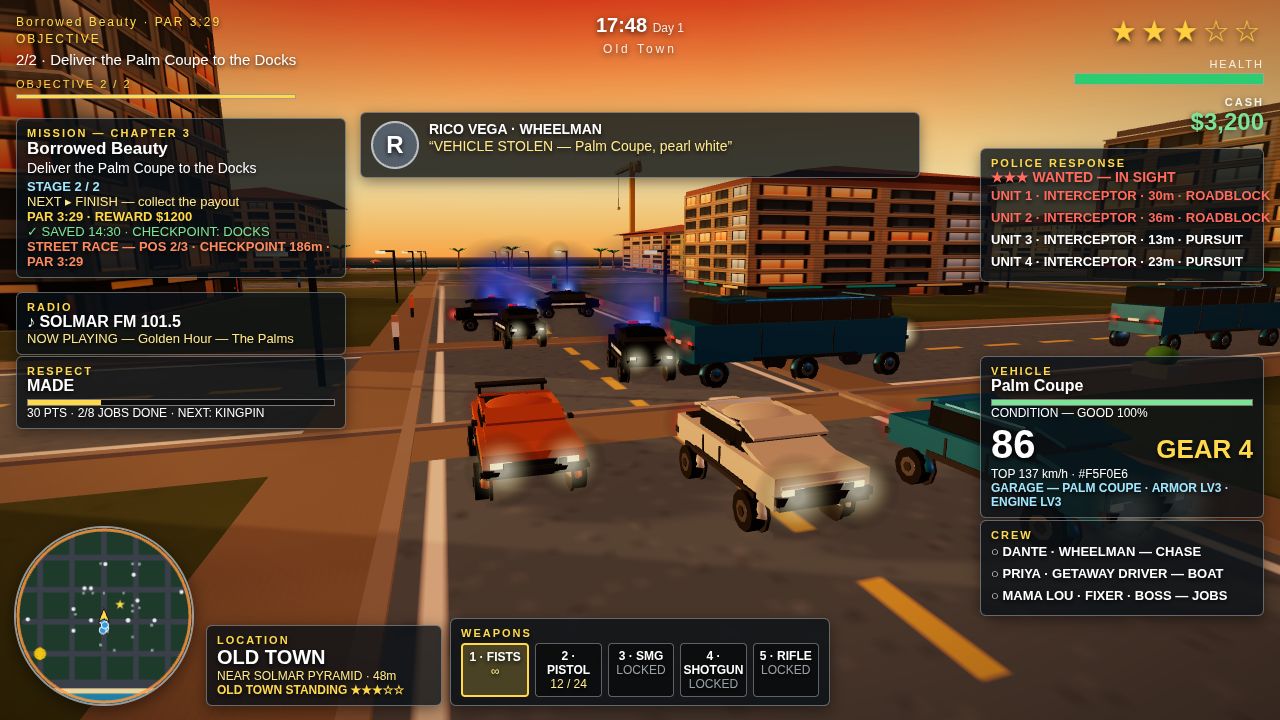 Borrowed Beauty · PAR 3:29
OBJECTIVE
2/2 · Deliver the Palm Coupe to the Docks
OBJECTIVE 2 / 2
17:48 Day 1
Old Town
★★★☆☆
HEALTH
CASH
$3,200
MISSION — CHAPTER 3
Borrowed Beauty
Deliver the Palm Coupe to the Docks
STAGE 2 / 2
NEXT ▸ FINISH — collect the payout
PAR 3:29 · REWARD $1200
✓ SAVED 14:30 · CHECKPOINT: DOCKS
STREET RACE — POS 2/3 · CHECKPOINT 186m ·
PAR 3:29
R
RICO VEGA · WHEELMAN
“VEHICLE STOLEN — Palm Coupe, pearl white”
POLICE RESPONSE
★★★ WANTED — IN SIGHT
UNIT 1 · INTERCEPTOR · 30m · ROADBLOCK
UNIT 2 · INTERCEPTOR · 36m · ROADBLOCK
UNIT 3 · INTERCEPTOR · 13m · PURSUIT
UNIT 4 · INTERCEPTOR · 23m · PURSUIT
RADIO
♪ SOLMAR FM 101.5
NOW PLAYING — Golden Hour — The Palms
RESPECT
MADE
30 PTS · 2/8 JOBS DONE · NEXT: KINGPIN
VEHICLE
Palm Coupe
CONDITION — GOOD 100%
86
GEAR 4
TOP 137 km/h · #F5F0E6
GARAGE — PALM COUPE · ARMOR LV3 ·
ENGINE LV3
CREW
○ DANTE · WHEELMAN — CHASE
○ PRIYA · GETAWAY DRIVER — BOAT
○ MAMA LOU · FIXER · BOSS — JOBS
LOCATION
OLD TOWN
NEAR SOLMAR PYRAMID · 48m
OLD TOWN STANDING ★★★☆☆
WEAPONS
1 · FISTS
∞
2 ·
PISTOL
12 / 24
3 · SMG
LOCKED
4 ·
SHOTGUN
LOCKED
5 · RIFLE
LOCKED